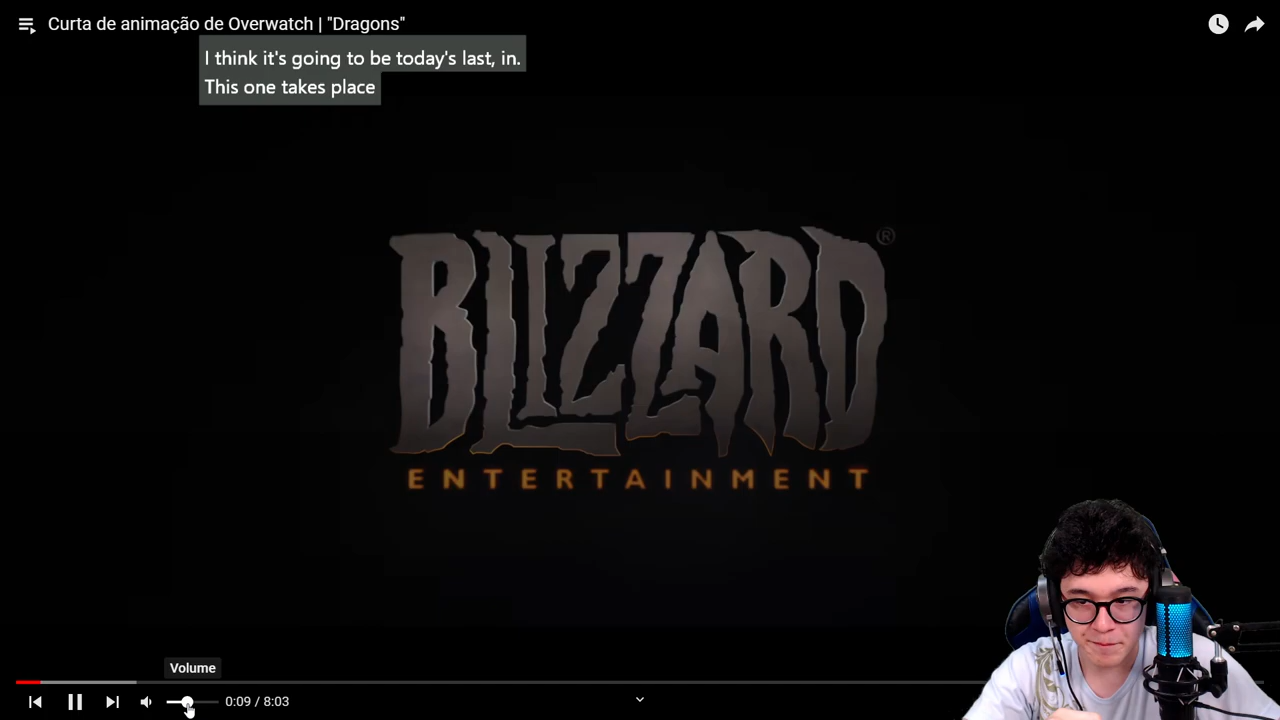 Curta de animação de Overwatch | "Dragons"
I think it's going to be today's last, in.
This one takes place
BLIZZARD®
ENTERTAINMENT
Volume
0:09 / 8:03